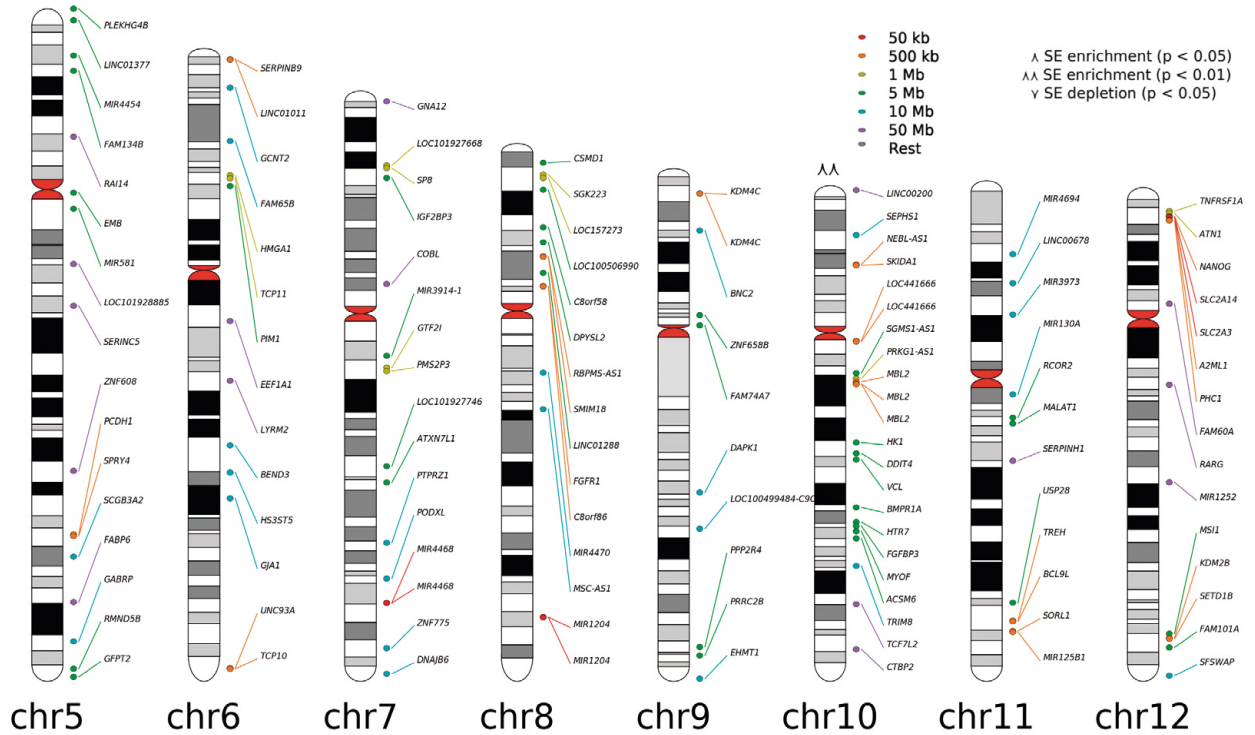 PLEKHG4B
LINC01377
MIR4454
FAM134B
RAI14
EMB
MIR581
LOC101928885
SERINC5
ZNF608
PCDH1
SPRY4
SCGB3A2
FABP6
GABRP
RMND5B
GFPT2
chr5
SERPINB9
LINC01011
GCNT2
FAM65B
HMGA1
TCP11
PIM1
EEF1A1
LYRM2
BEND3
HS3ST5
GJA1
UNC93A
TCP10
chr6
GNA12
LOC101927668
SP8
IGF2BP3
COBL
MIR3914-1
GTF2I
PMS2P3
LOC101927746
ATXN7L1
PTPRZ1
PODXL
MIR4468
MIR4468
ZNF775
DNAJB6
chr7
CSMD1
SGK223
LOC157273
LOC100506990
C8orf58
DPYSL2
RBPMS-AS1
SMIM18
LINC01288
FGFR1
C8orf86
MIR4470
MSC-AS1
MIR1204
MIR1204
chr8
KDM4C
KDM4C
BNC2
ZNF658B
FAM74A7
DAPK1
LOC100499484-C9O
PPP2R4
PRRC2B
EHMT1
chr9
LINC00200
SEPHS1
NEBL-AS1
SKIDA1
LOC441666
LOC441666
SGMS1-AS1
PRKG1-AS1
MBL2
MBL2
MBL2
HK1
DDIT4
VCL
BMPR1A
HTR7
FGFBP3
MYOF
ACSM6
TRIM8
TCF7L2
CTBP2
chr10
MIR4694
LINC00678
MIR3973
MIR130A
RCOR2
MALAT1
SERPINH1
USP28
TREH
BCL9L
SORL1
MIR125B1
chr11
TNFRSF1A
ATN1
NANOG
SLC2A14
SLC2A3
A2ML1
PHC1
FAM60A
RARG
MIR1252
MSI1
KDM2B
SETD1B
FAM101A
SFSWAP
chr12
50 kb
500 kb
1 Mb
5 Mb
10 Mb
50 Mb
Rest
SE enrichment (p < 0.05)
SE enrichment (p < 0.01)
SE depletion (p < 0.05)